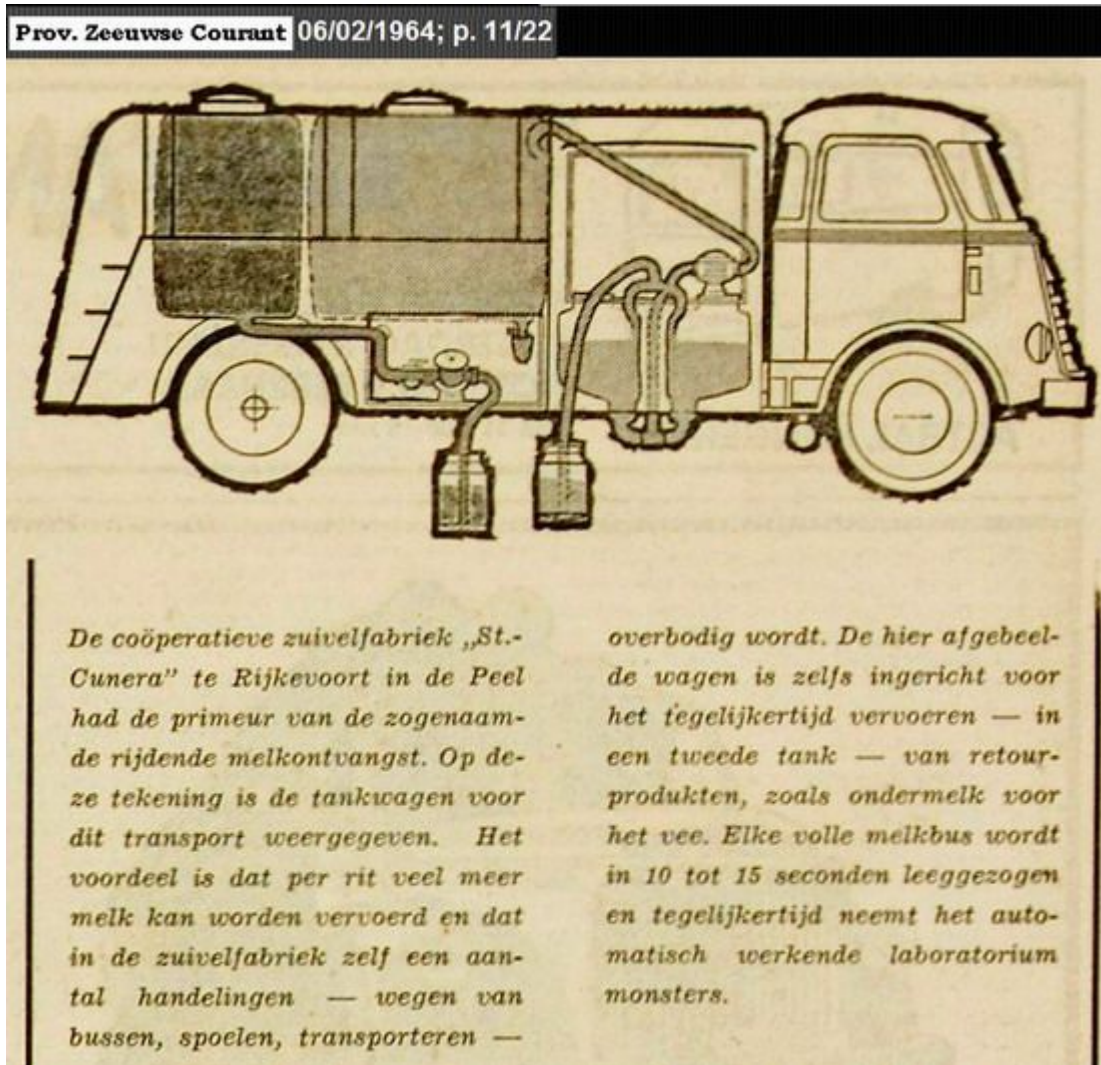 Prov. Zeeuwse Courant 06/02/1964; p. 11/22
De coöperatieve zuivelfabriek „St.-
Cunera” te Rijkevoort in de Peel
had de primeur van de zogenaam-
de rijdende melkontvangst. Op de-
ze tekening is de tankwagen voor
dit transport weergegeven. Het
voordeel is dat per rit veel meer
melk kan worden vervoerd en dat
in de zuivelfabriek zelf een aan-
tal handelingen — wegen van
bussen, spoelen, transporteren —
overbodig wordt. De hier afgebeel-
de wagen is zelfs ingericht voor
het tegelijkertijd vervoeren — in
een tweede tank — van retour-
produkten, zoals ondermelk voor
het vee. Elke volle melkbus wordt
in 10 tot 15 seconden leeggezogen
en tegelijkertijd neemt het auto-
matisch werkende laboratorium
monsters.